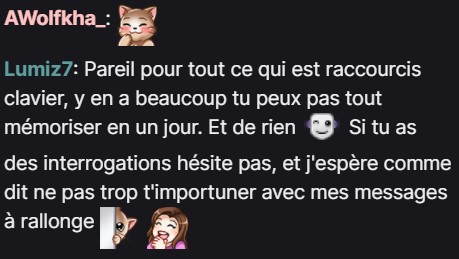 AWolfkha_:
Lumiz7: Pareil pour tout ce qui est raccourcis
clavier, y en a beaucoup tu peux pas tout
mémoriser en un jour. Et de rien Si tu as
des interrogations hésite pas, et j'espère comme
dit ne pas trop t'importuner avec mes messages
à rallonge